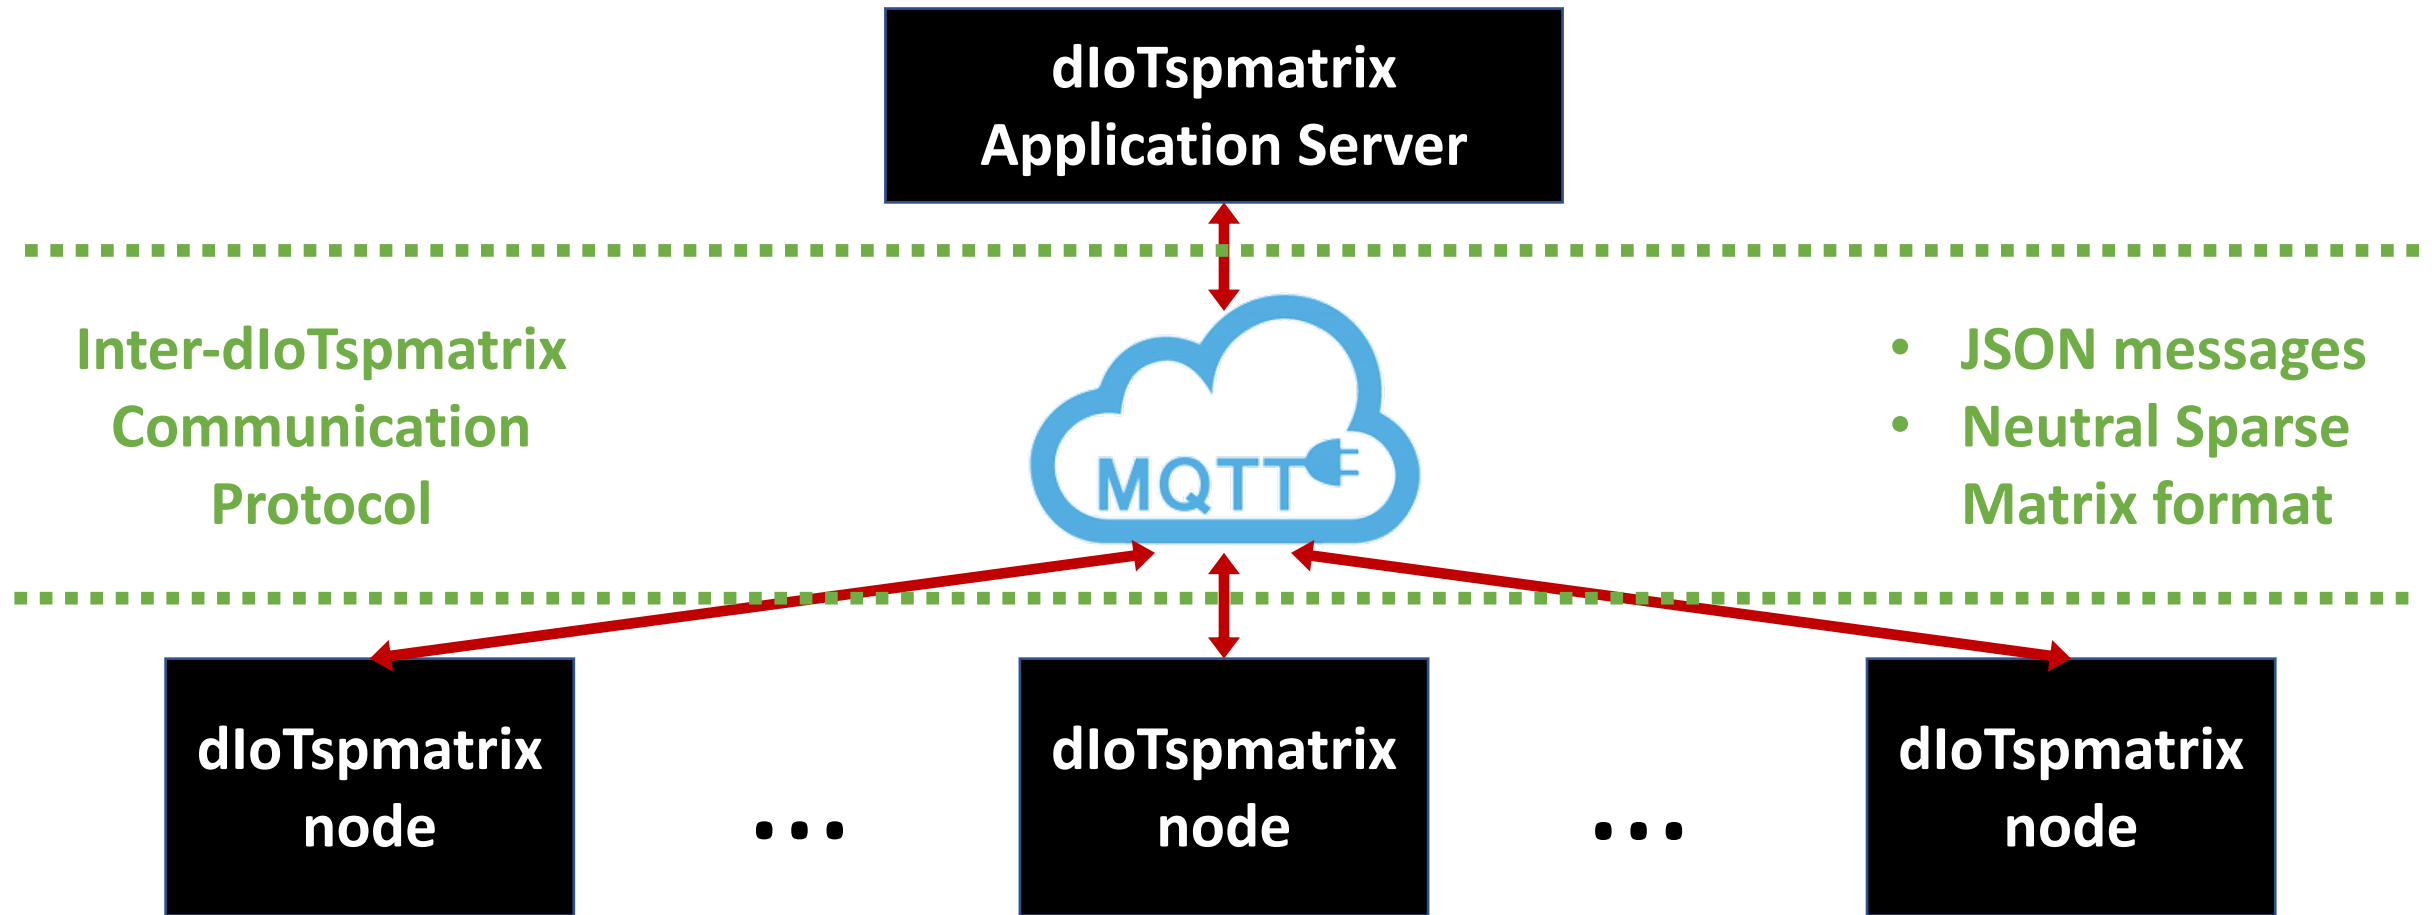 dIoTspmatrix
Application Server
Inter-dIoTspmatrix
Communication
Protocol
MQTT
• JSON messages
• Neutral Sparse
Matrix format
dIoTspmatrix
node
...
dIoTspmatrix
node
...
dIoTspmatrix
node